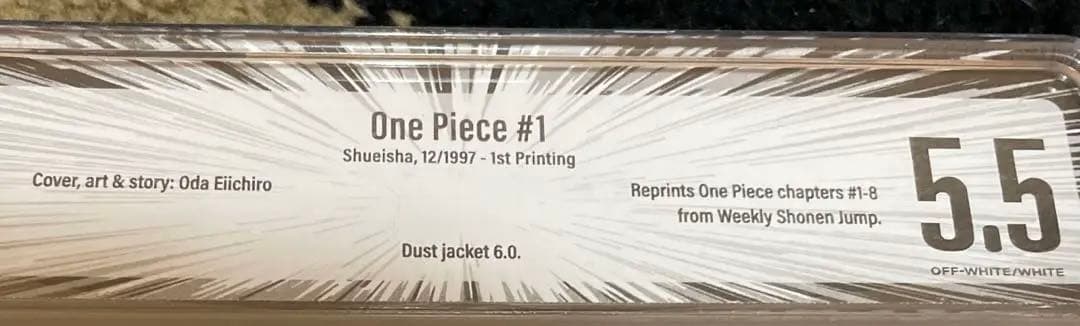 One Piece #1
Shueisha, 12/1997 - 1st Printing
Cover, art & story: Oda Eiichiro
Reprints One Piece chapters #1-8
from Weekly Shonen Jump.
Dust jacket 6.0.
5.5
OFF-WHITE/WHITE